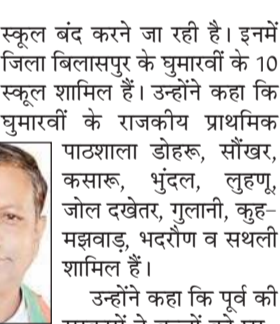 स्कूल बंद करने जा रही है। इनमें
जिला बिलासपुर के घुमारवीं के 10
स्कूल शामिल हैं। उन्होंने कहा कि
घुमारवीं के राजकीय प्राथमिक
पाठशाला डोहरू, सौंखर,
कसारू, भुंदल, लुहणू,
जोल दखेतर, गुलानी, कुह-
मझवाड़, भदरौण व सथली
शामिल हैं।
उन्होंने कहा कि पूर्व की